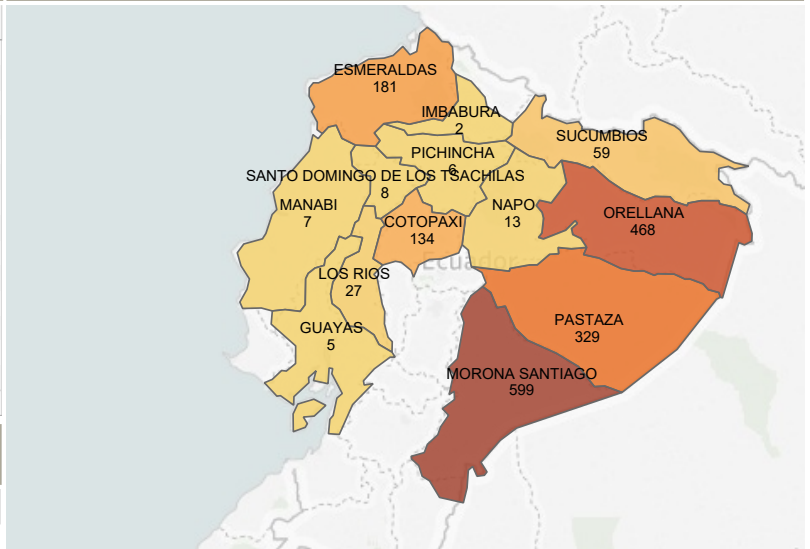 ESMERALDAS
181
IMBABURA
2
SUCUMBIOS
59
PICHINCHA
6
SANTO DOMINGO DE LOS TSACHILAS
8
MANABI
7
COTOPAXI
134
NAPO
13
ORELLANA
468
Ecuador
LOS RIOS
27
GUAYAS
5
PASTAZA
329
MORONA SANTIAGO
599